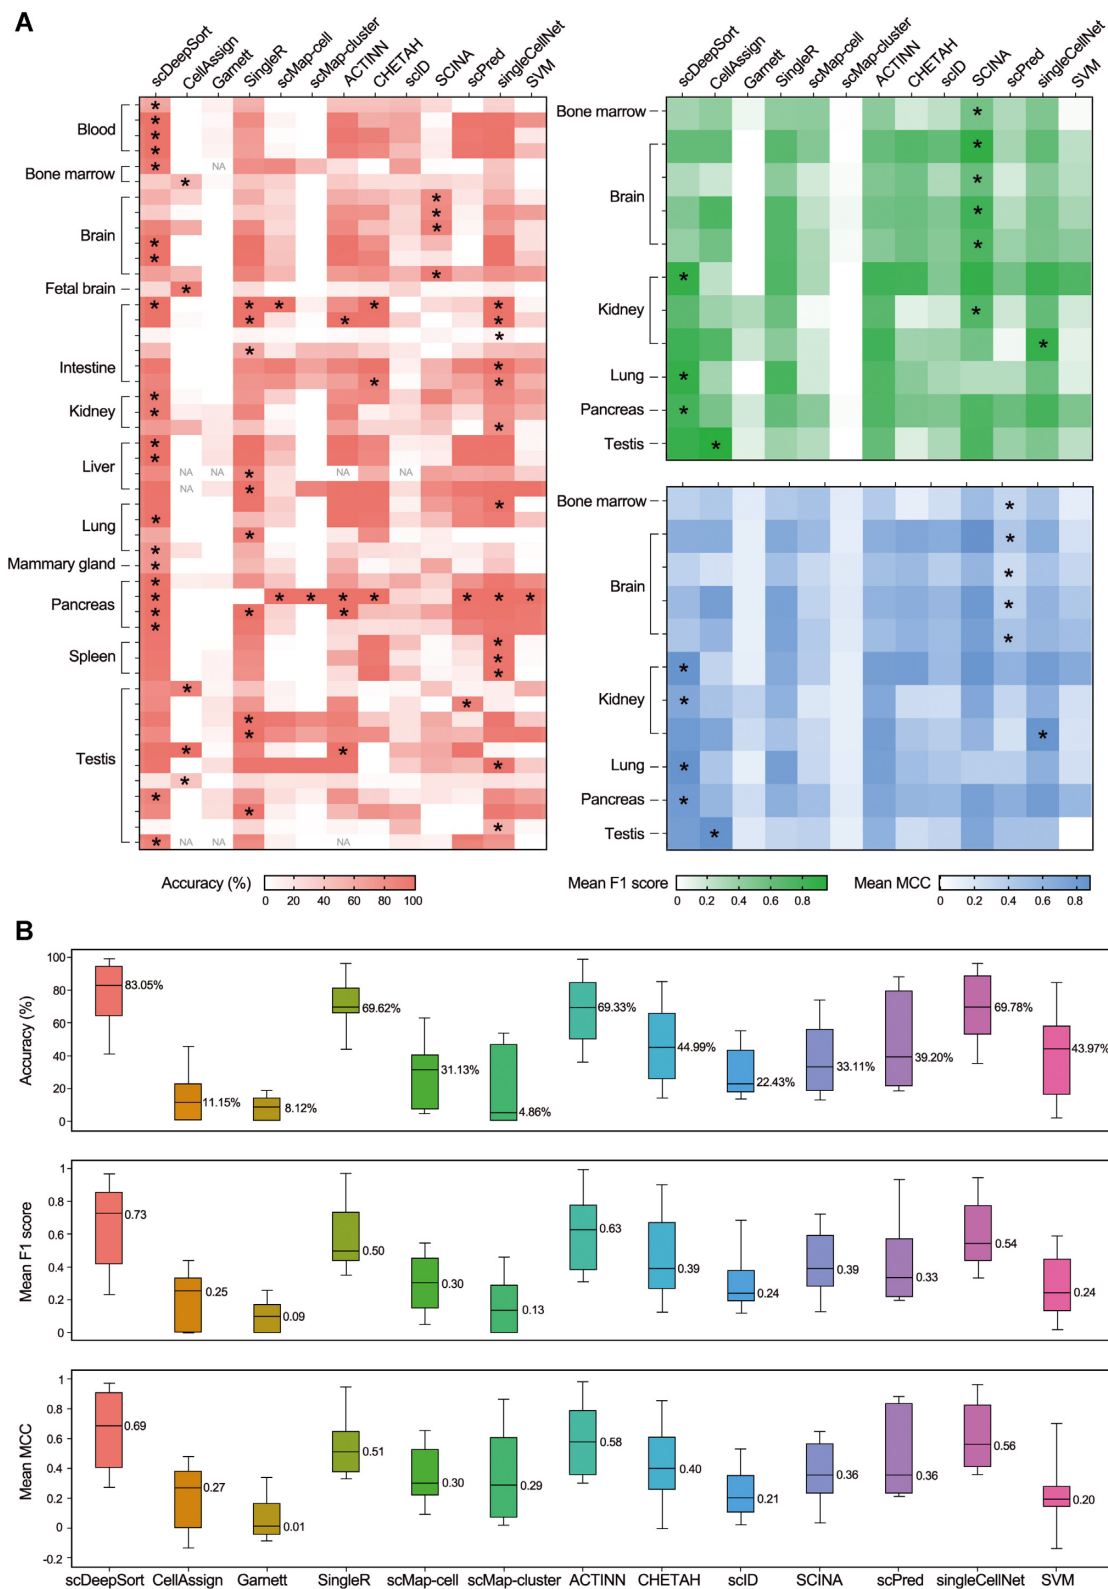 A
scDeepSort
CellAssign
Garnett
SingleR
scMap-cell
scMap-cluster
ACTINN
CHETAH
scID
SCINA
scPred
singleCellNet
SVM
Blood
Bone marrow
Brain
Fetal brain
Intestine
Kidney
Liver
Lung
Mammary gland
Pancreas
Spleen
Testis
NA
NA NA NA NA
NA
NA NA NA
Accuracy (%)
0 20 40 60 80 100
scDeepSort
CellAssign
Garnett
SingleR
scMap-cell
scMap-cluster
ACTINN
CHETAH
scID
SCINA
scPred
singleCellNet
SVM
Bone marrow
Brain
Kidney
Lung
Pancreas
Testis
Bone marrow
Brain
Kidney
Lung
Pancreas
Testis
Mean F1 score
0 0.2 0.4 0.6 0.8
Mean MCC
0 0.2 0.4 0.6 0.8
B
Accuracy (%)
100
80
60
40
20
0
83.05%
11.15%
8.12%
69.62%
31.13%
4.86%
69.33%
44.99%
22.43%
33.11%
39.20%
69.78%
43.97%
Mean F1 score
1
0.8
0.6
0.4
0.2
0
0.73
0.25
0.09
0.50
0.30
0.13
0.63
0.39
0.24
0.39
0.33
0.54
0.24
Mean MCC
1
0.8
0.6
0.4
0.2
0
-0.2
0.69
0.27
0.01
0.51
0.30
0.29
0.58
0.40
0.21
0.36
0.36
0.56
0.20
scDeepSort CellAssign Garnett SingleR scMap-cell scMap-cluster ACTINN CHETAH scID SCINA scPred singleCellNet SVM